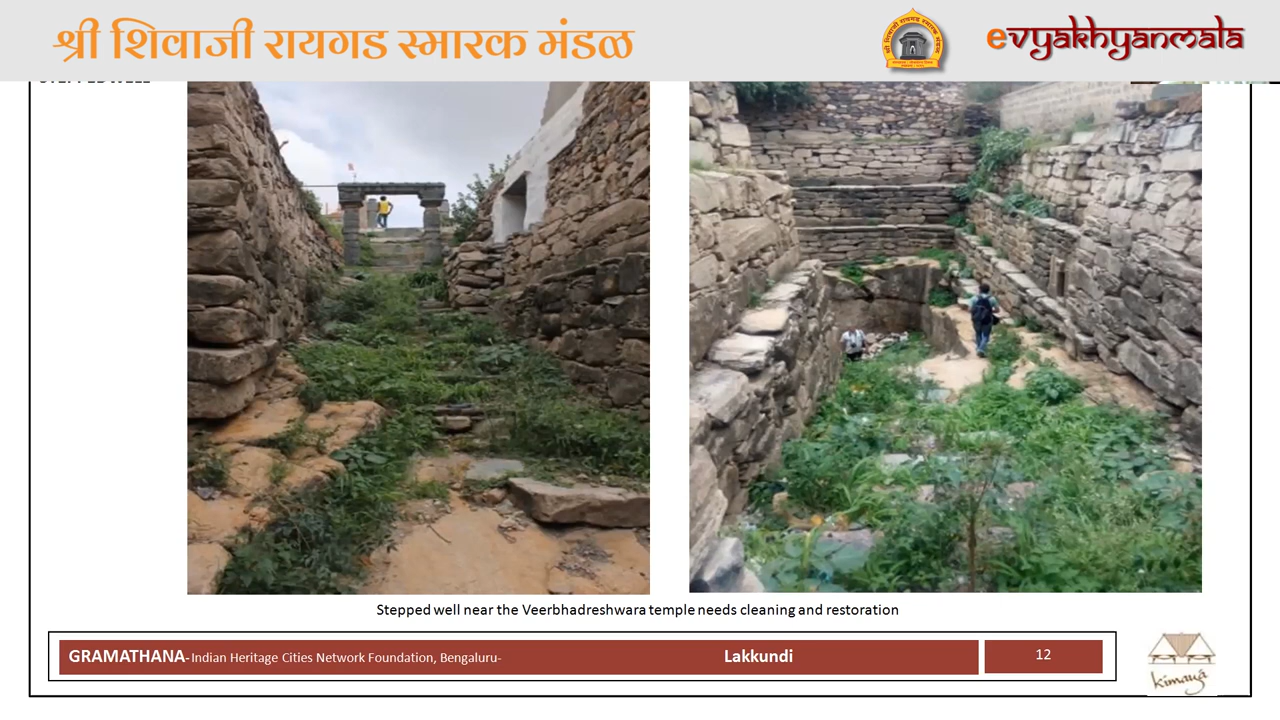 श्री शिवाजी रायगड स्मारक मंडळ
evyakhyanmala
Stepped well near the Veerbhadreshwara temple needs cleaning and restoration
GRAMATHANA- Indian Heritage Cities Network Foundation, Bengaluru-
Lakkundi
12
kimayā